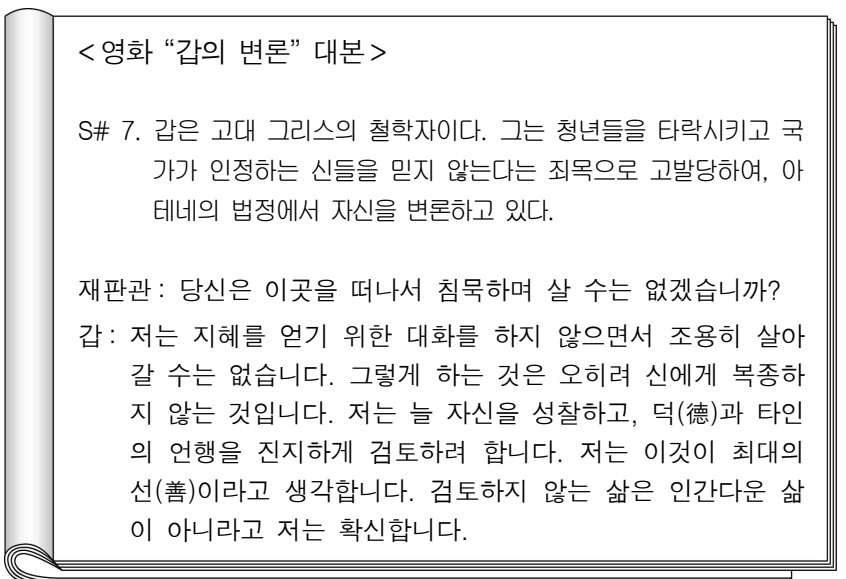 <영화 “갑의 변론” 대본>
S# 7. 갑은 고대 그리스의 철학자이다. 그는 청년들을 타락시키고 국
가가 인정하는 신들을 믿지 않는다는 죄목으로 고발당하여, 아
테네의 법정에서 자신을 변론하고 있다.
재판관 : 당신은 이곳을 떠나서 침묵하며 살 수는 없겠습니까?
갑 : 저는 지혜를 얻기 위한 대화를 하지 않으면서 조용히 살아
갈 수는 없습니다. 그렇게 하는 것은 오히려 신에게 복종하
지 않는 것입니다. 저는 늘 자신을 성찰하고, 덕(德)과 타인
의 언행을 진지하게 검토하려 합니다. 저는 이것이 최대의
선(善)이라고 생각합니다. 검토하지 않는 삶은 인간다운 삶
이 아니라고 저는 확신합니다.